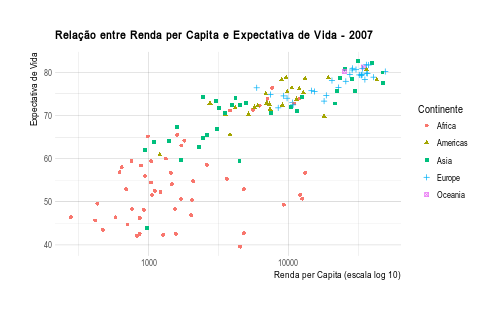 Relação entre Renda per Capita e Expectativa de Vida - 2007
Expectativa de Vida
80
70
60
50
40
1000
10000
Renda per Capita (escala log 10)
Continente
Africa
Americas
Asia
Europe
Oceania